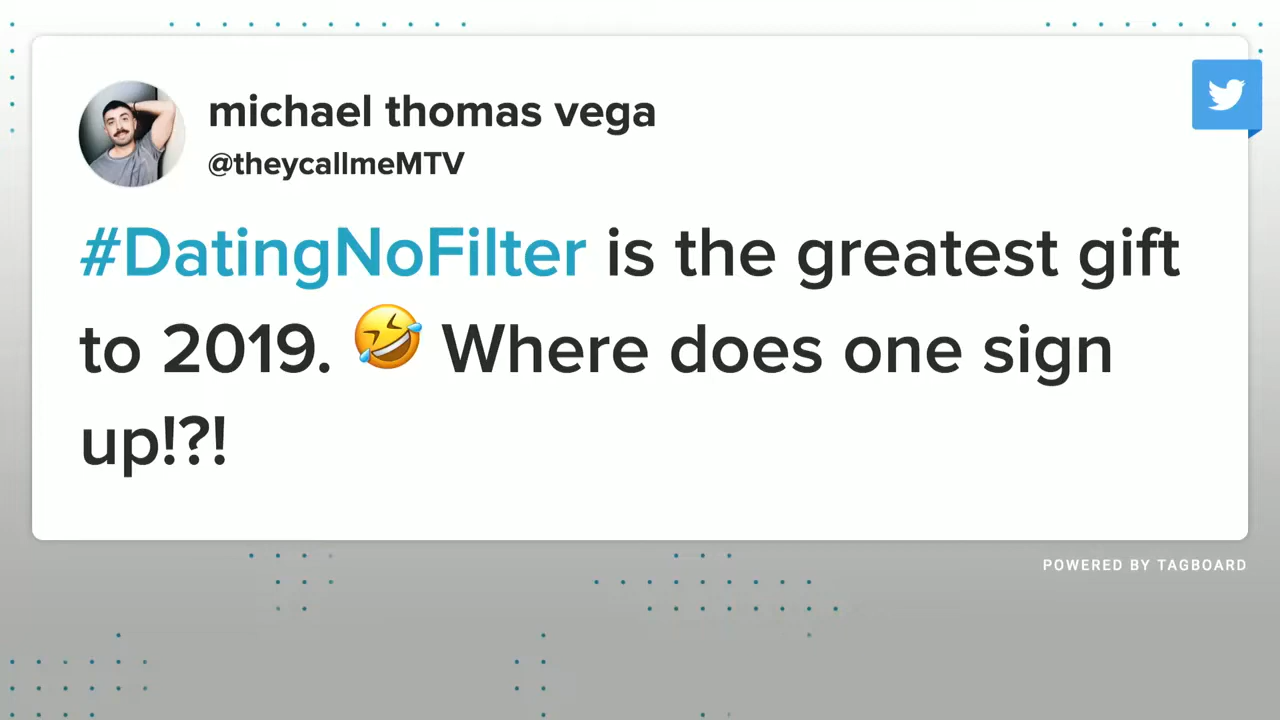 michael thomas vega
@theycallmeMTV
#DatingNoFilter is the greatest gift
to 2019. 🤣 Where does one sign
up!?!
POWERED BY TAGBOARD